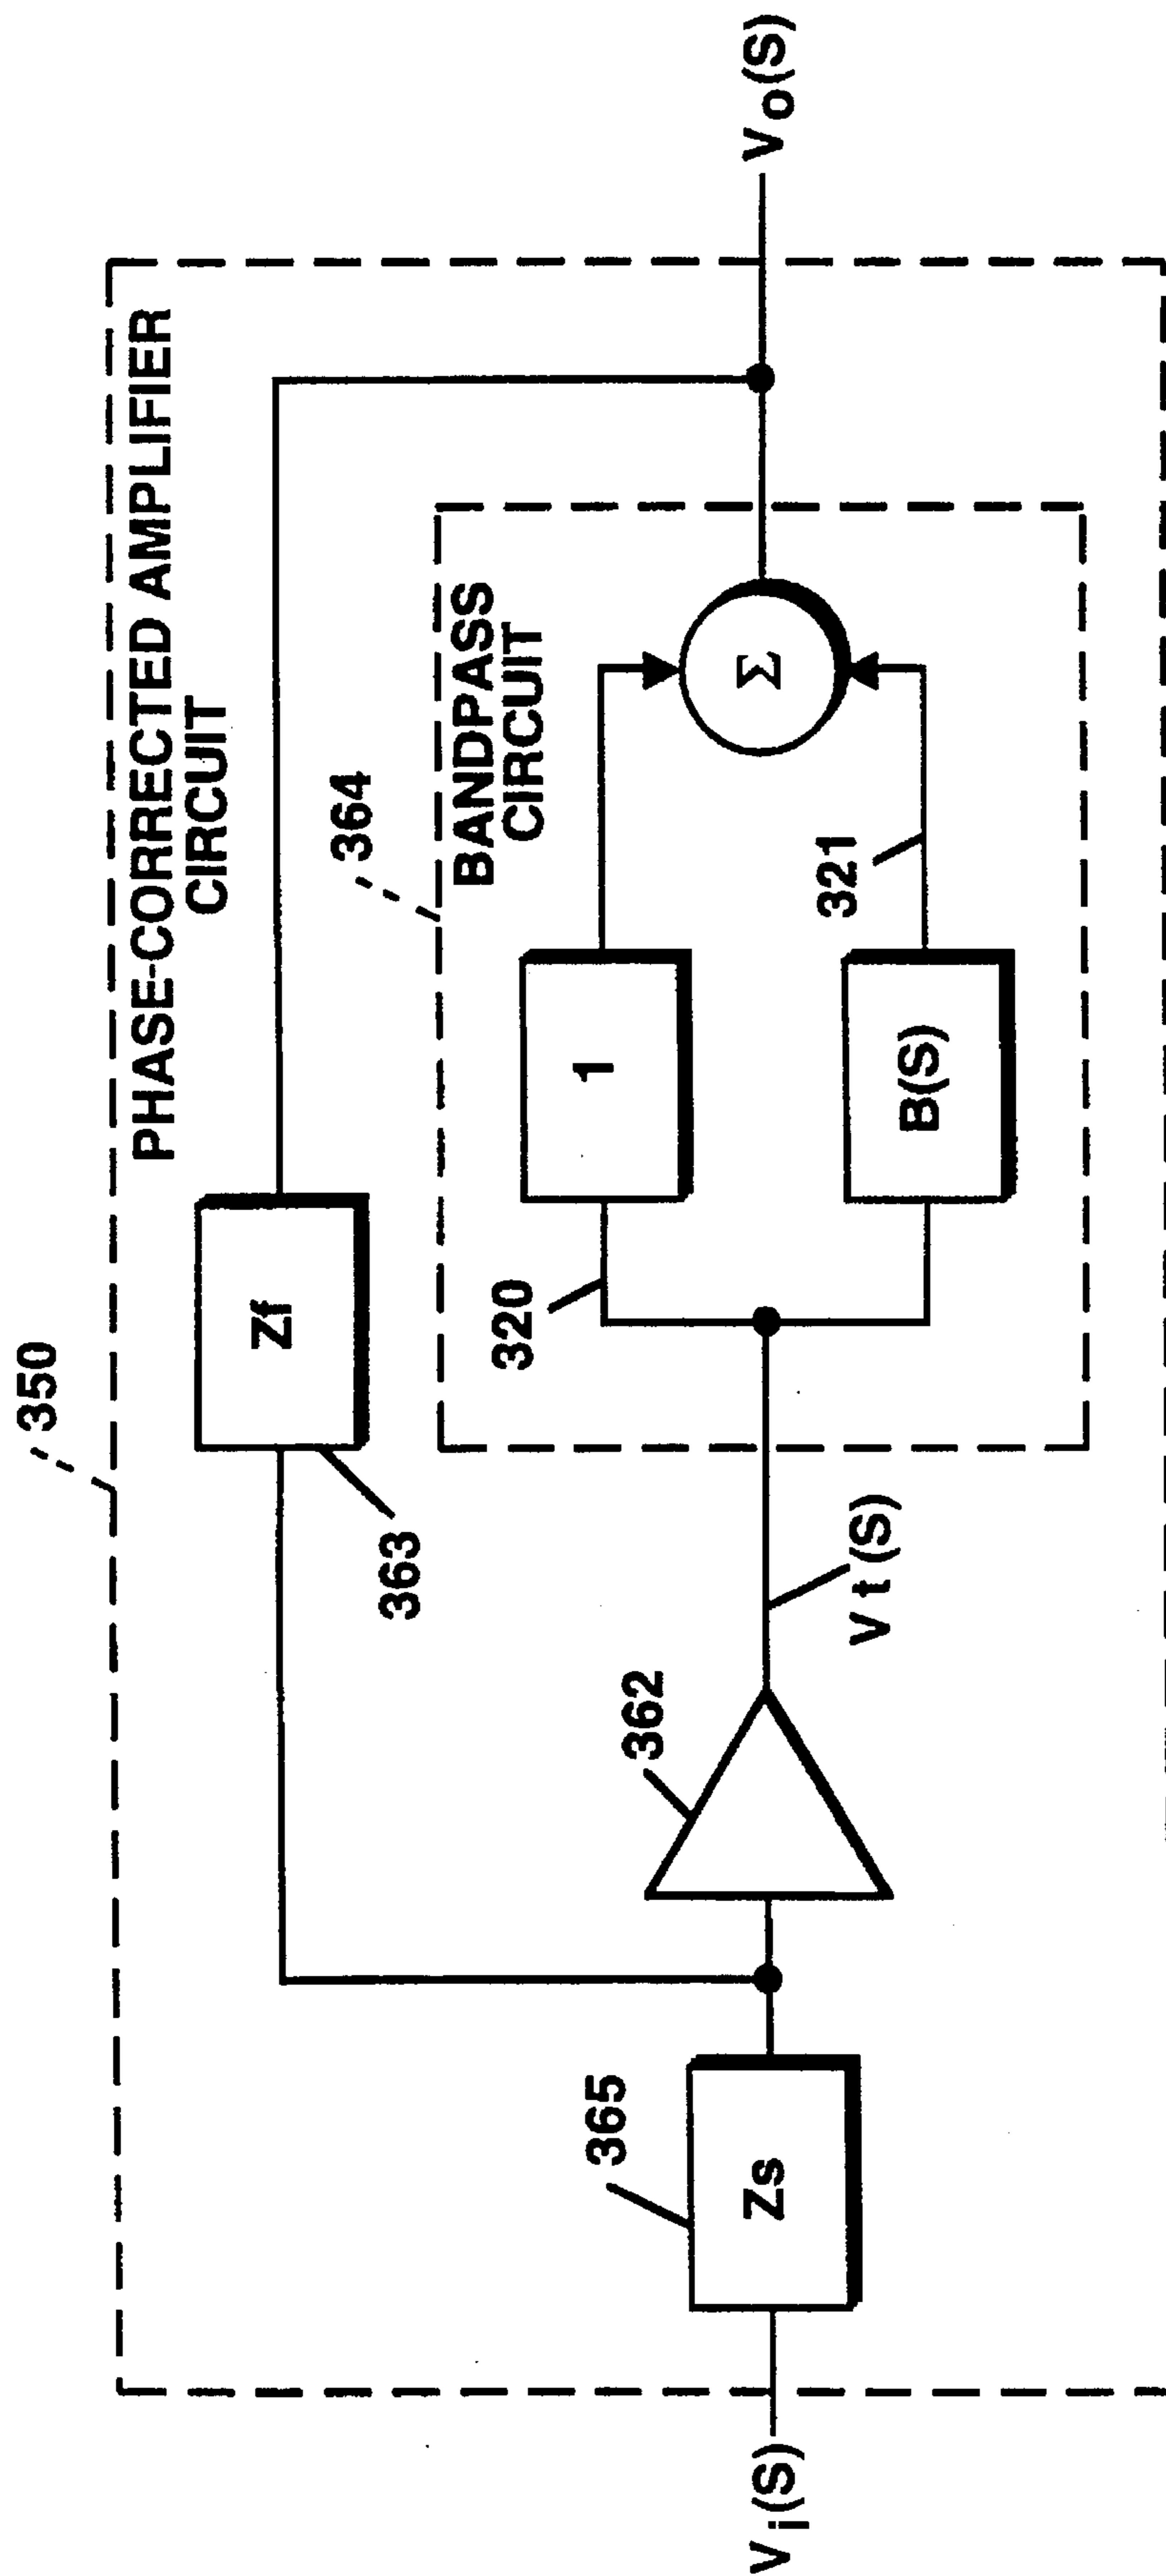 350
PHASE-CORRECTED AMPLIFIER
CIRCUIT
Zf
363
364
BANDPASS
CIRCUIT
320
1
Σ
321
B(S)
362
Vt(S)
365
Zs
Vi(S)
Vo(S)